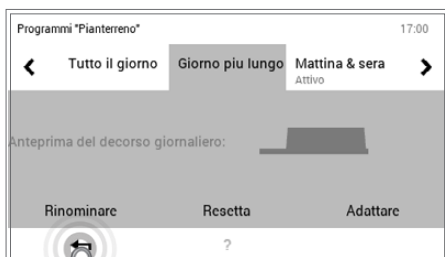 Programmi "Pianterreno" 17:00
Tutto il giorno Giorno piu lungo Mattina & sera
Attivo
Anteprima del decorso giornaliero:
Rinominare Resetta Adattare
?